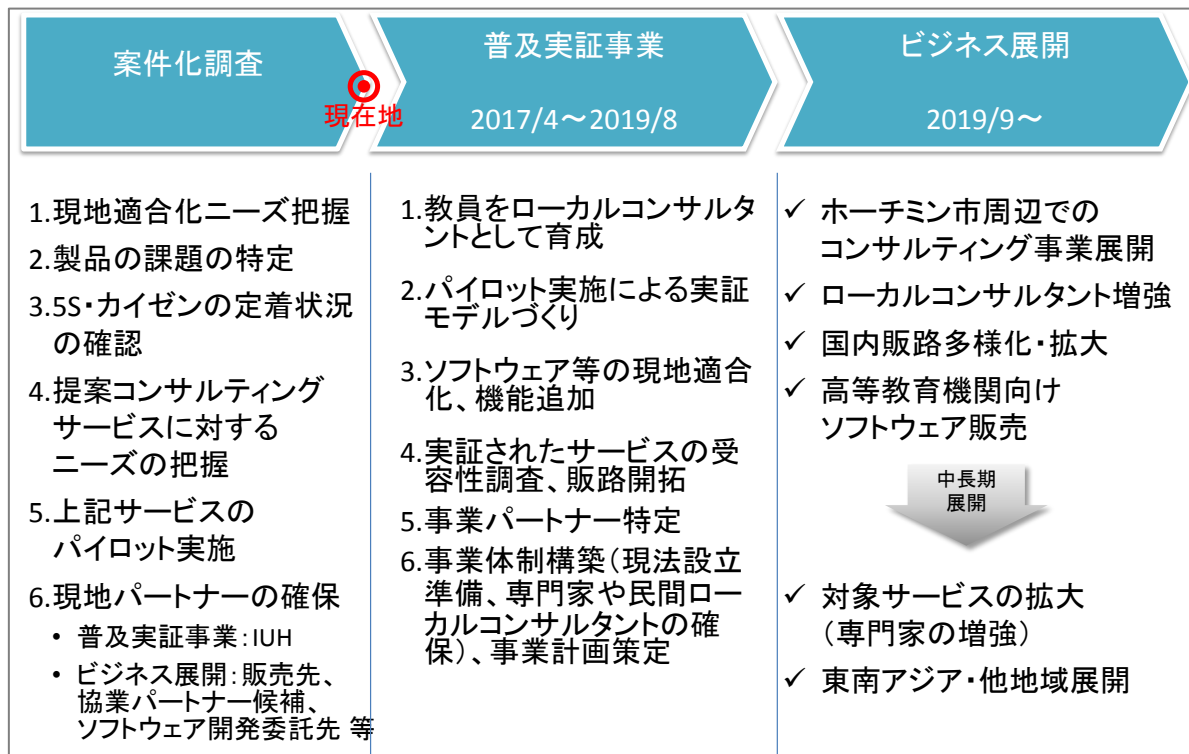 案件化調査
現在地
普及実証事業
2017/4～2019/8
ビジネス展開
2019/9～
1.現地適合化ニーズ把握
2.製品の課題の特定
3.5S・カイゼンの定着状況
の確認
4.提案コンサルティング
サービスに対する
ニーズの把握
5.上記サービスの
パイロット実施
6.現地パートナーの確保
• 普及実証事業：IUH
• ビジネス展開：販売先、
協業パートナー候補、
ソフトウェア開発委託先 等
1.教員をローカルコンサルタ
ントとして育成
2.パイロット実施による実証
モデルづくり
3.ソフトウェア等の現地適合
化、機能追加
4.実証されたサービスの受
容性調査、販路開拓
5.事業パートナー特定
6.事業体制構築（現法設立
準備、専門家や民間ロー
カルコンサルタントの確
保）、事業計画策定
✓ ホーチミン市周辺での
コンサルティング事業展開
✓ ローカルコンサルタント増強
✓ 国内販路多様化・拡大
✓ 高等教育機関向け
ソフトウェア販売
中長期
展開
✓ 対象サービスの拡大
（専門家の増強）
✓ 東南アジア・他地域展開